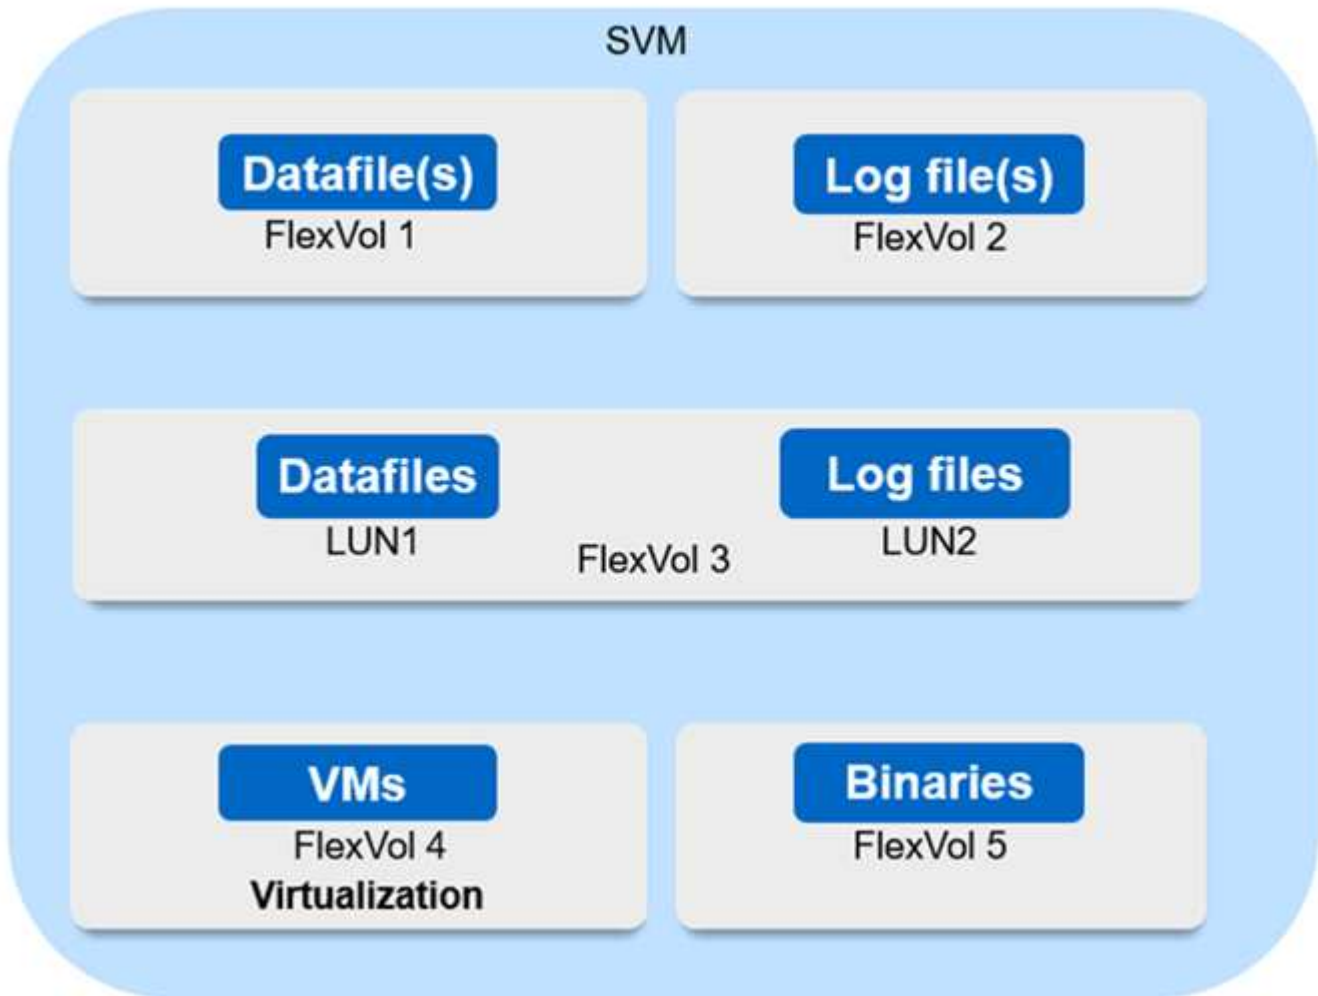 SVM
Datafile(s)
FlexVol 1
Log file(s)
FlexVol 2
Datafiles
LUN1
Log files
LUN2
FlexVol 3
VMs
FlexVol 4
Virtualization
Binaries
FlexVol 5